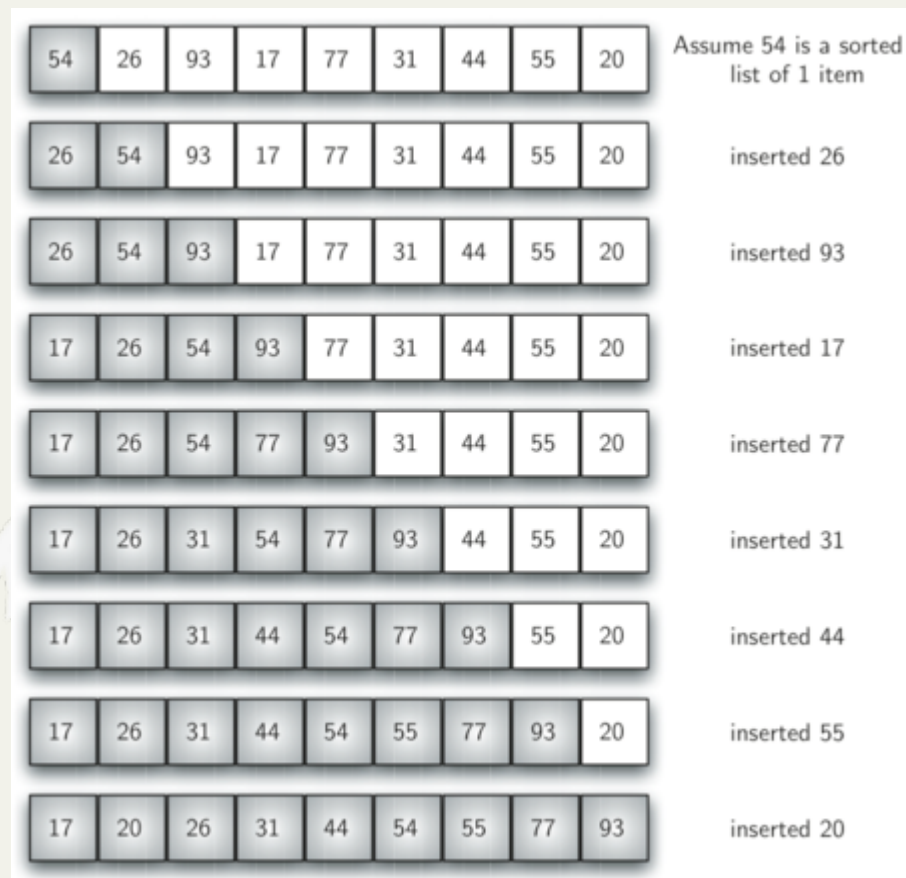 54 26 93 17 77 31 44 55 20 Assume 54 is a sorted
list of 1 item
26 54 93 17 77 31 44 55 20 inserted 26
26 54 93 17 77 31 44 55 20 inserted 93
17 26 54 93 77 31 44 55 20 inserted 17
17 26 54 77 93 31 44 55 20 inserted 77
17 26 31 54 77 93 44 55 20 inserted 31
17 26 31 44 54 77 93 55 20 inserted 44
17 26 31 44 54 55 77 93 20 inserted 55
17 20 26 31 44 54 55 77 93 inserted 20